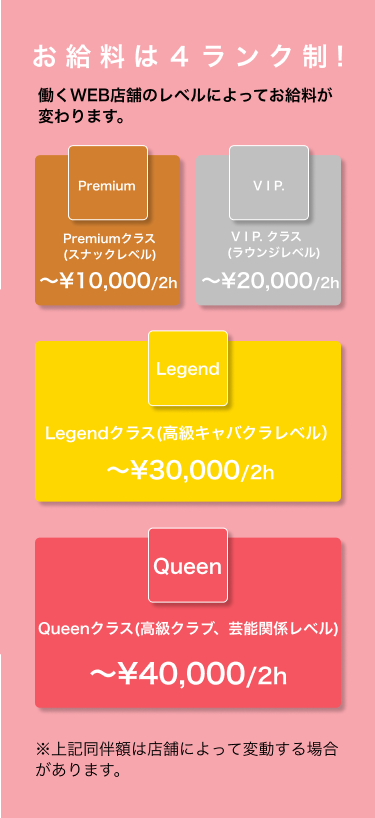 お給料は４ランク制！
働くWEB店舗のレベルによってお給料が
変わります。
Premium
Premiumクラス
(スナックレベル)
～¥10,000/2h
V I P.
V I P. クラス
(ラウンジレベル)
～¥20,000/2h
Legend
Legendクラス(高級キャバクラレベル）
～¥30,000/2h
Queen
Queenクラス(高級クラブ、芸能関係レベル)
～¥40,000/2h
※上記同伴額は店舗によって変動する場合
があります。